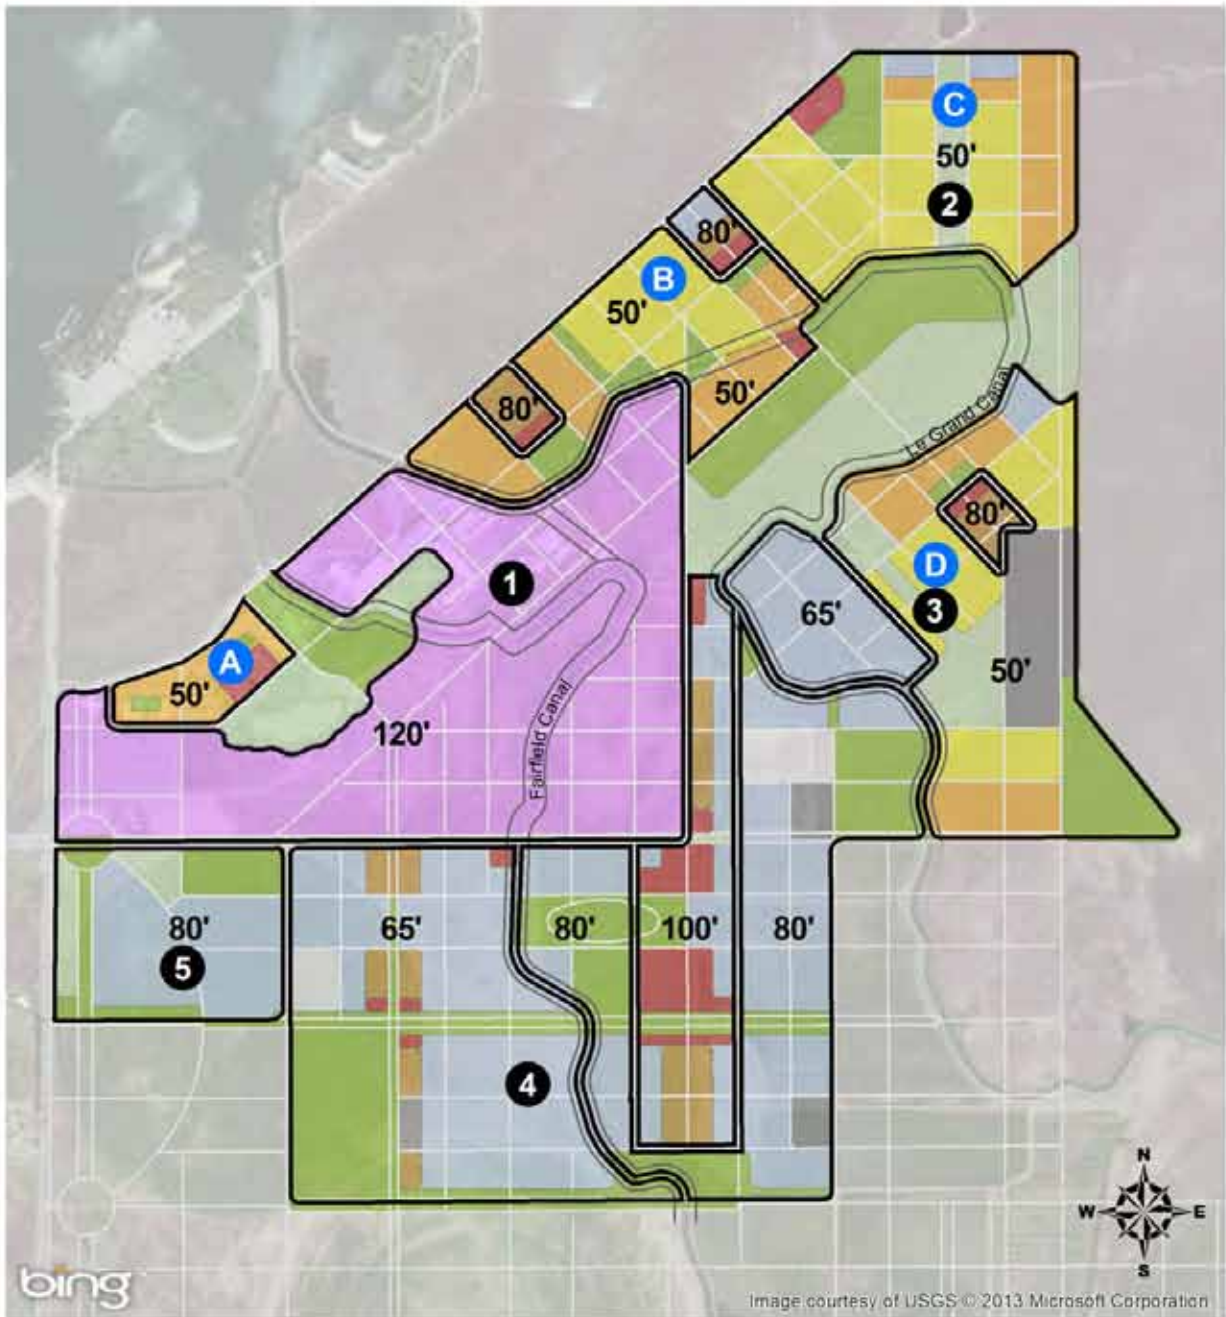 C
50'
2
80'
B
50'
50'
80'
Le Grand Canal
80'
1
D
3
65'
50'
A
50'
120'
Fairfield Canal
80'
65'
80'
100'
80'
5
4
N
W
E
S
bing
Image courtesy of USGS © 2013 Microsoft Corporation